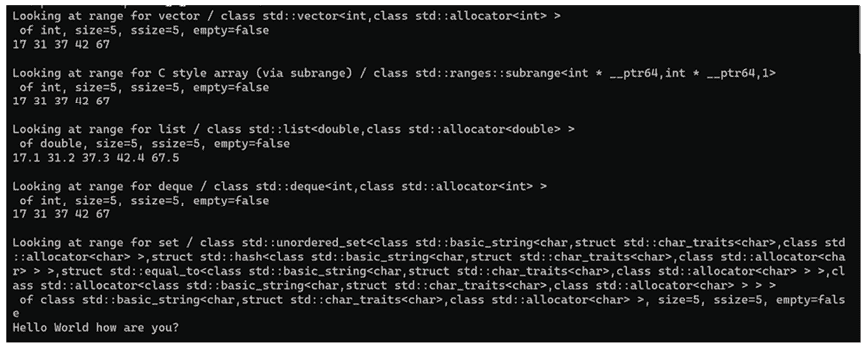 Looking at range for vector / class std::vector<int,class std::allocator<int> >
 of int, size=5, ssize=5, empty=false
17 31 37 42 67
Looking at range for C style array (via subrange) / class std::ranges::subrange<int * __ptr64,int * __ptr64,1>
 of int, size=5, ssize=5, empty=false
17 31 37 42 67
Looking at range for list / class std::list<double,class std::allocator<double> >
 of double, size=5, ssize=5, empty=false
17.1 31.2 37.3 42.4 67.5
Looking at range for deque / class std::deque<int,class std::allocator<int> >
 of int, size=5, ssize=5, empty=false
17 31 37 42 67
Looking at range for set / class std::unordered_set<class std::basic_string<char,struct std::char_traits<char>,class std
::allocator<char> >,struct std::hash<class std::basic_string<char,struct std::char_traits<char>,class std::allocator<cha
r> > >,struct std::equal_to<class std::basic_string<char,struct std::char_traits<char>,class std::allocator<char> > >,cl
ass std::allocator<class std::basic_string<char,struct std::char_traits<char>,class std::allocator<char> > > >
 of class std::basic_string<char,struct std::char_traits<char>,class std::allocator<char> >, size=5, ssize=5, empty=fals
e
Hello World how are you?